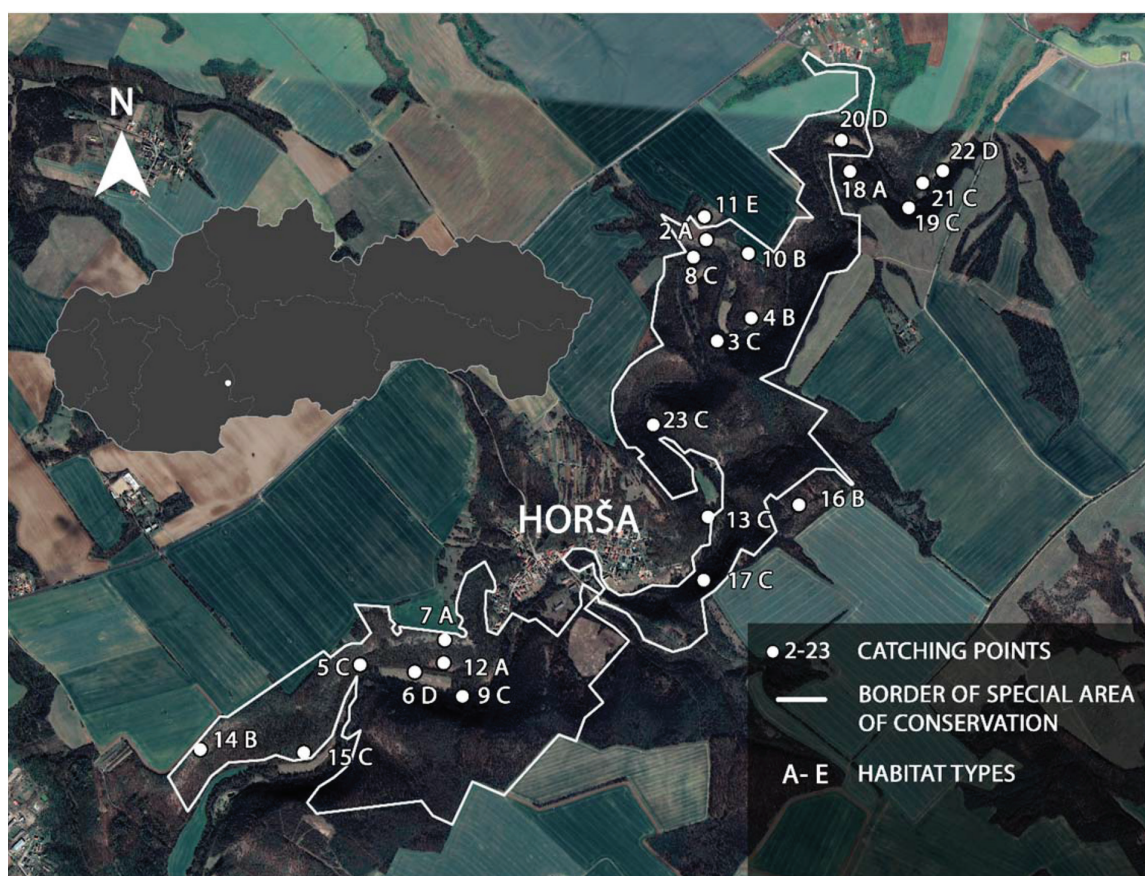 N
20 D
22 D
18 A
21 C
19 C
11 E
2 A
10 B
8 C
4 B
3 C
23 C
16 B
HORŠA
13 C
17 C
7 A
5 C
12 A
6 D
9 C
14 B
15 C
2-23 CATCHING POINTS
BORDER OF SPECIAL AREA
OF CONSERVATION
A- E HABITAT TYPES